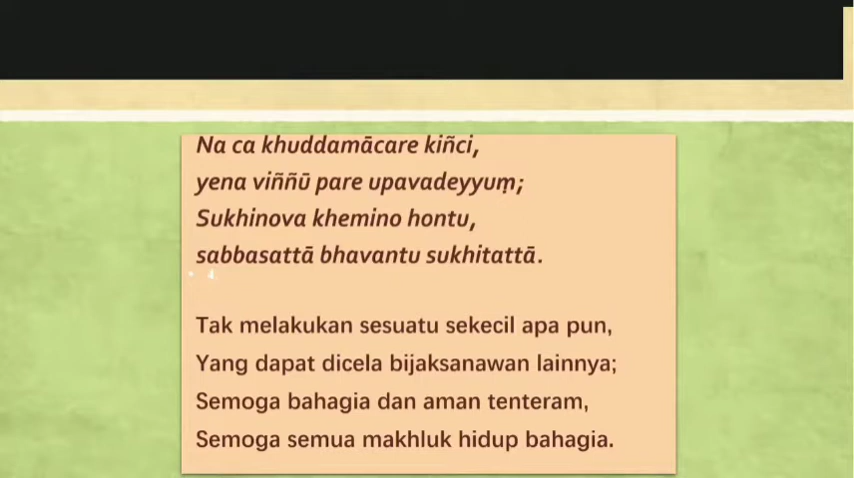 Na ca khuddamācare kiñci,
yena viññū pare upavadeyyuṃ;
Sukhinova khemino hontu,
sabbasattā bhavantu sukhitattā.
• 4.
Tak melakukan sesuatu sekecil apa pun,
Yang dapat dicela bijaksanawan lainnya;
Semoga bahagia dan aman tenteram,
Semoga semua makhluk hidup bahagia.